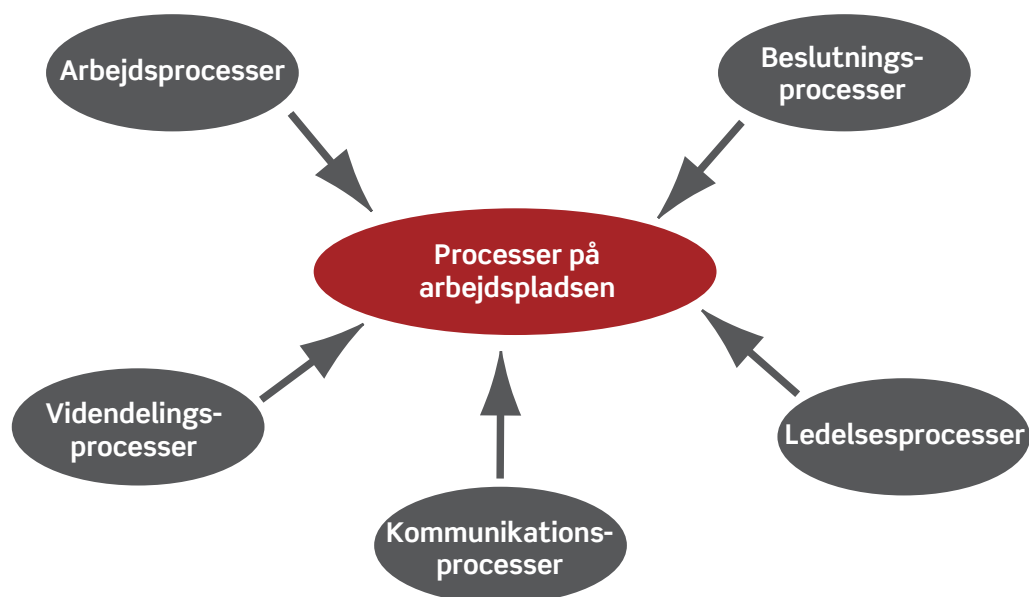 Arbejdsprocesser
Beslutnings-
processer
Processer på
arbejdspladsen
Videndelings-
processer
Ledelsesprocesser
Kommunikations-
processer